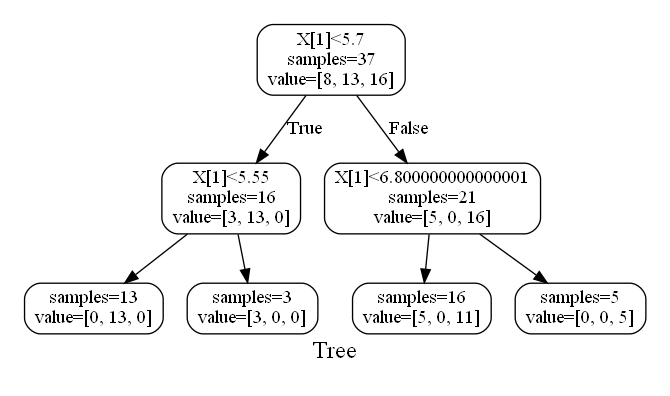 X[1]<5.7
samples=37
value=[8, 13, 16]
True
False
X[1]<5.55
samples=16
value=[3, 13, 0]
X[1]<6.800000000000001
samples=21
value=[5, 0, 16]
samples=13
value=[0, 13, 0]
samples=3
value=[3, 0, 0]
samples=16
value=[5, 0, 11]
samples=5
value=[0, 0, 5]
Tree